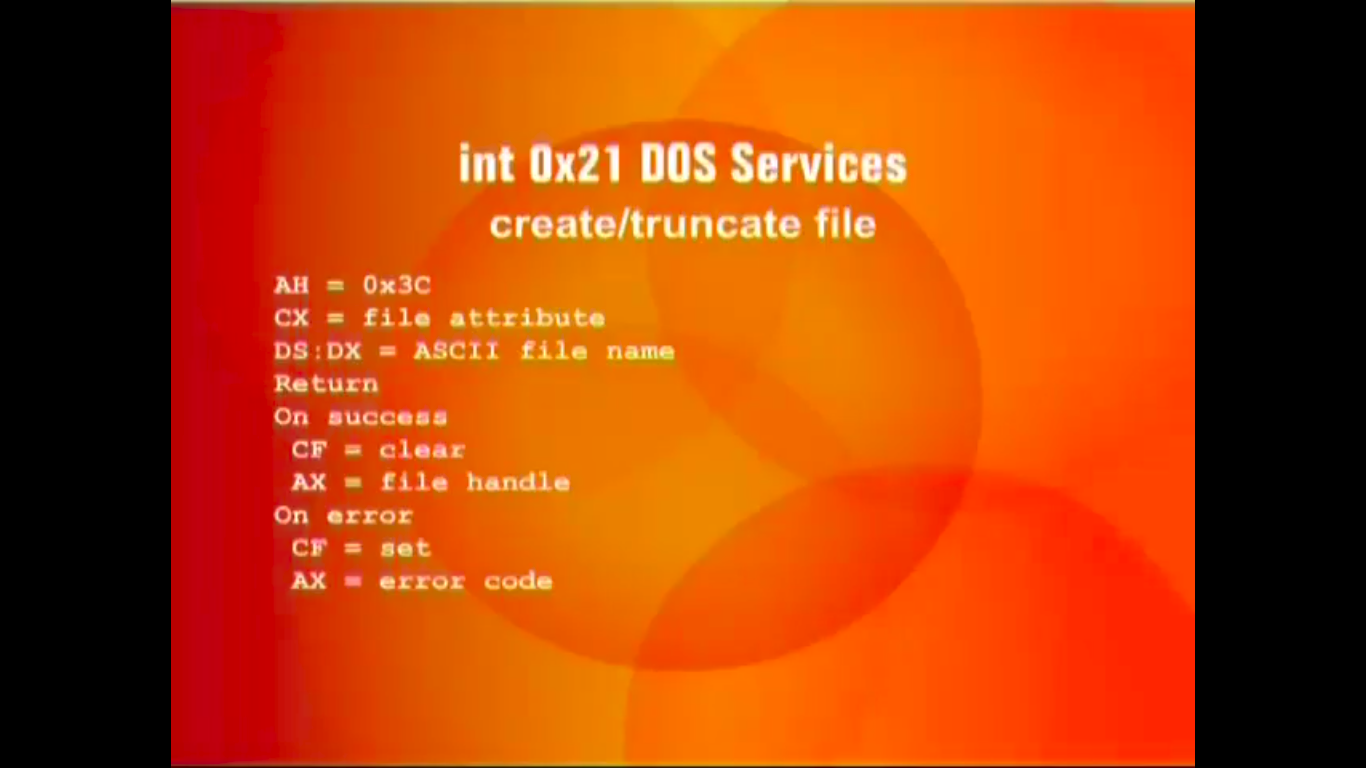 int 0x21 DOS Services
create/truncate file
AH = 0x3C
CX = file attribute
DS:DX = ASCII file name
Return
On success
CF = clear
AX = file handle
On error
CF = set
AX = error code